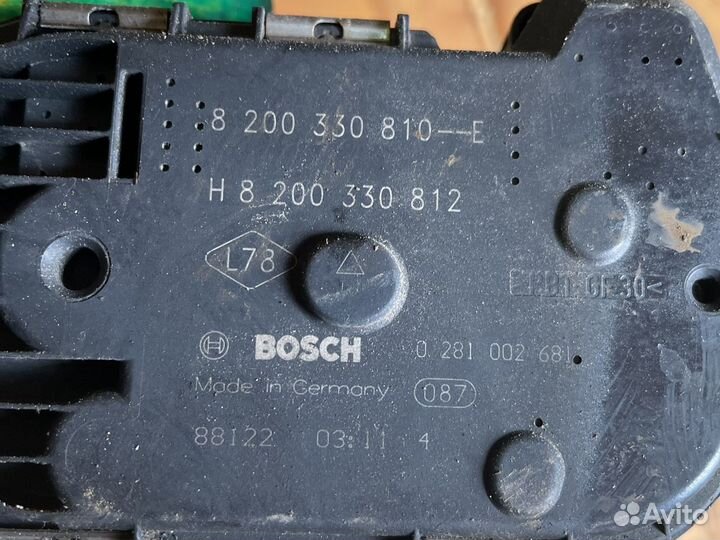 8 200 330 810--E
H 8 200 330 812
L78
BOSCH 0 281 002 681
Made in Germany 087
88122 03:11 4
Avito